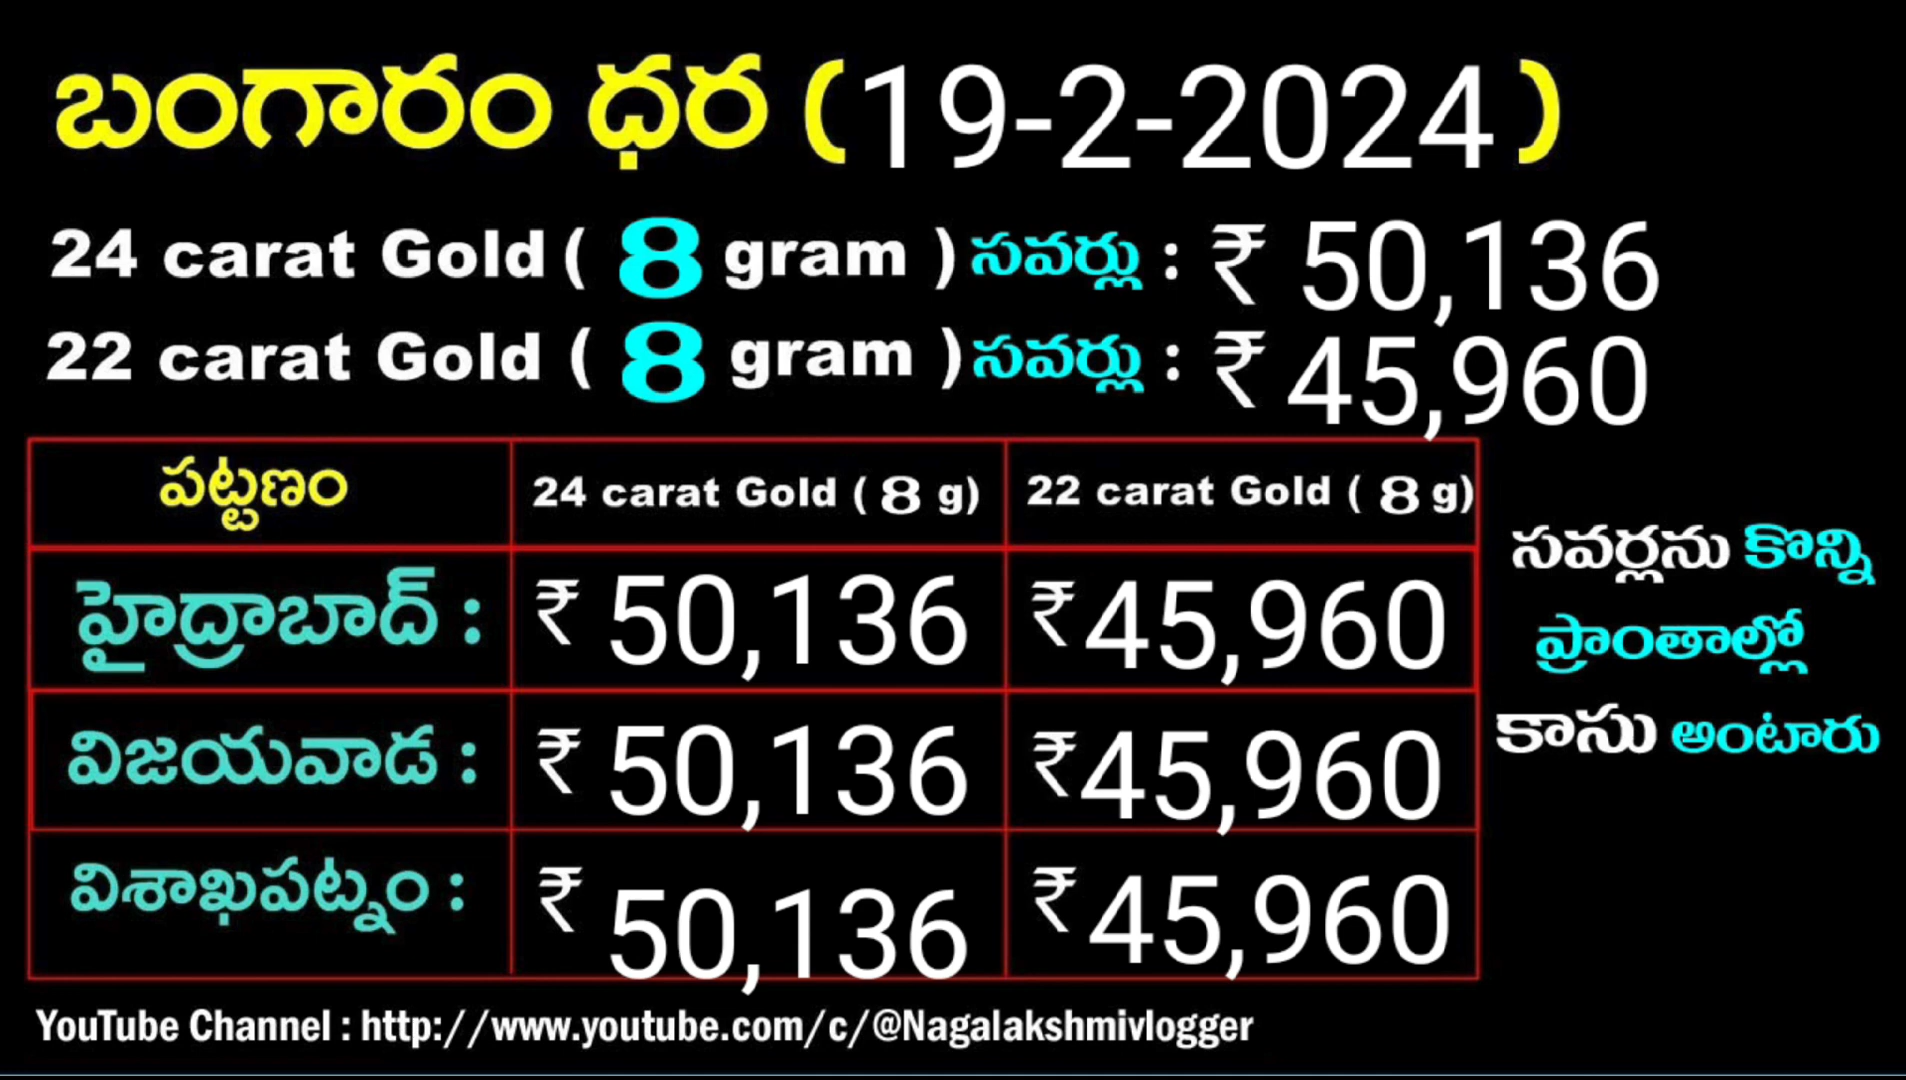 బంగారం ధర (19-2-2024)
24 carat Gold ( 8 gram ) సవర్లు : ₹ 50,136
22 carat Gold ( 8 gram ) సవర్లు : ₹ 45,960
పట్టణం 24 carat Gold ( 8 g) 22 carat Gold ( 8 g)
హైద్రాబాద్ : ₹ 50,136 ₹45,960
విజయవాడ : ₹ 50,136 ₹45,960
విశాఖపట్నం : ₹ 50,136 ₹45,960
సవర్లను కొన్ని
ప్రాంతాల్లో
కాసు అంటారు
YouTube Channel : http://www.youtube.com/c/@Nagalakshmivlogger